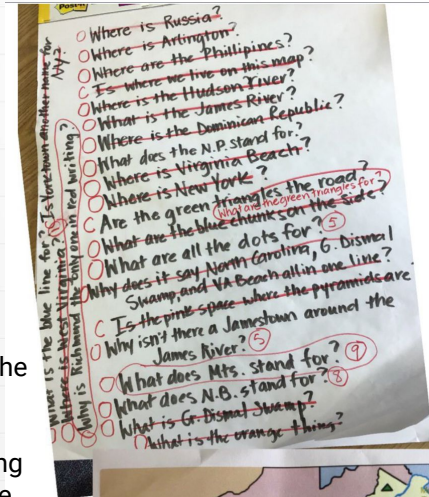 Post-it
O Where is Russia?
O Where is Arlington?
O Where are the Phillipines?
C Is where we live on this map?
O Where is the Hudson River?
O What is the James River?
O Where is the Dominican Republic?
O What does the N.P. stand for?
O Where is Virginia Beach?
O Where is New York?
C Are the green triangles the road?
What are the green triangles for?
O What are the blue chunks on the side?
O What are all the dots for? 5
O Why does it say North Carolina, G. Dismal
Swamp, and VA Beach all in one line?
C Is the pink space where the pyramids are
O Why isn't there a Jamestown around the
James River? 5
O What does Mts. stand for? 9
O What does N.B. stand for? 8
O What is Gr. Dismal Swamp?
O What is the orange thing?
What is the blue line for?
Is Yorktown another name for
NY?
Where is West Virginia?
Why is Richmond the only one in red writing?
he
ng